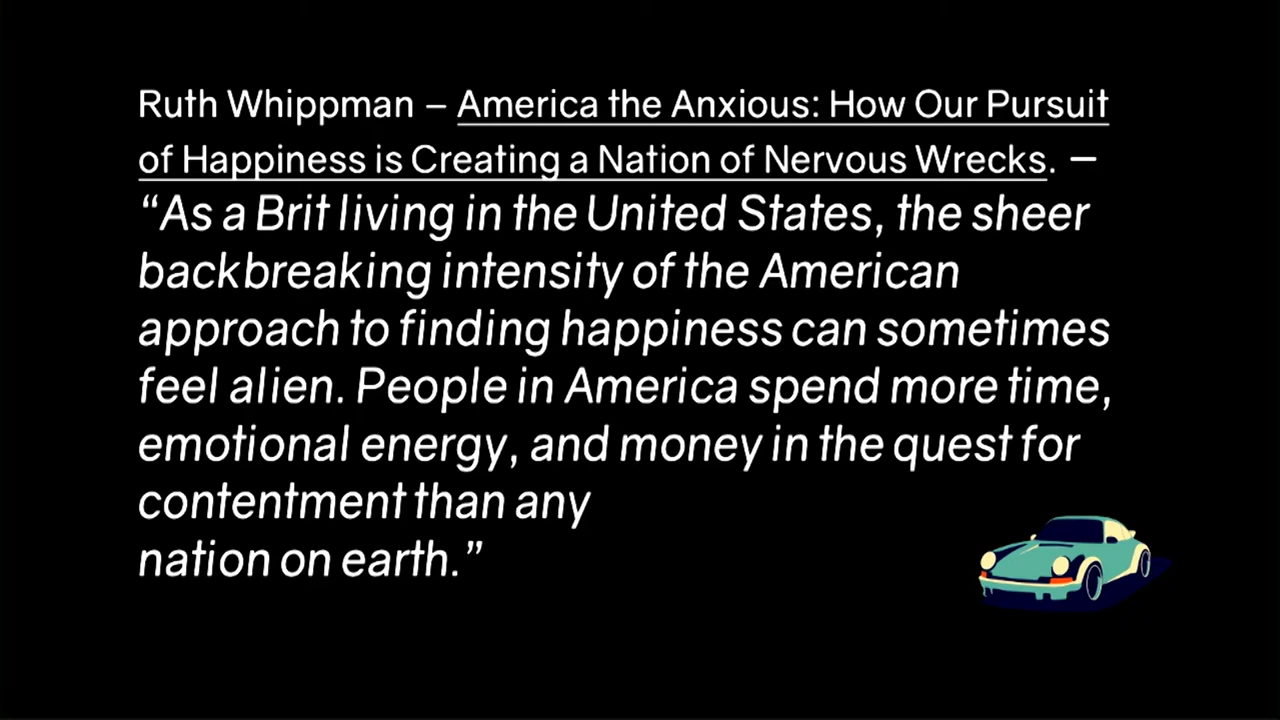 Ruth Whippman – America the Anxious: How Our Pursuit
of Happiness is Creating a Nation of Nervous Wrecks. —
“As a Brit living in the United States, the sheer
backbreaking intensity of the American
approach to finding happiness can sometimes
feel alien. People in America spend more time,
emotional energy, and money in the quest for
contentment than any
nation on earth.”